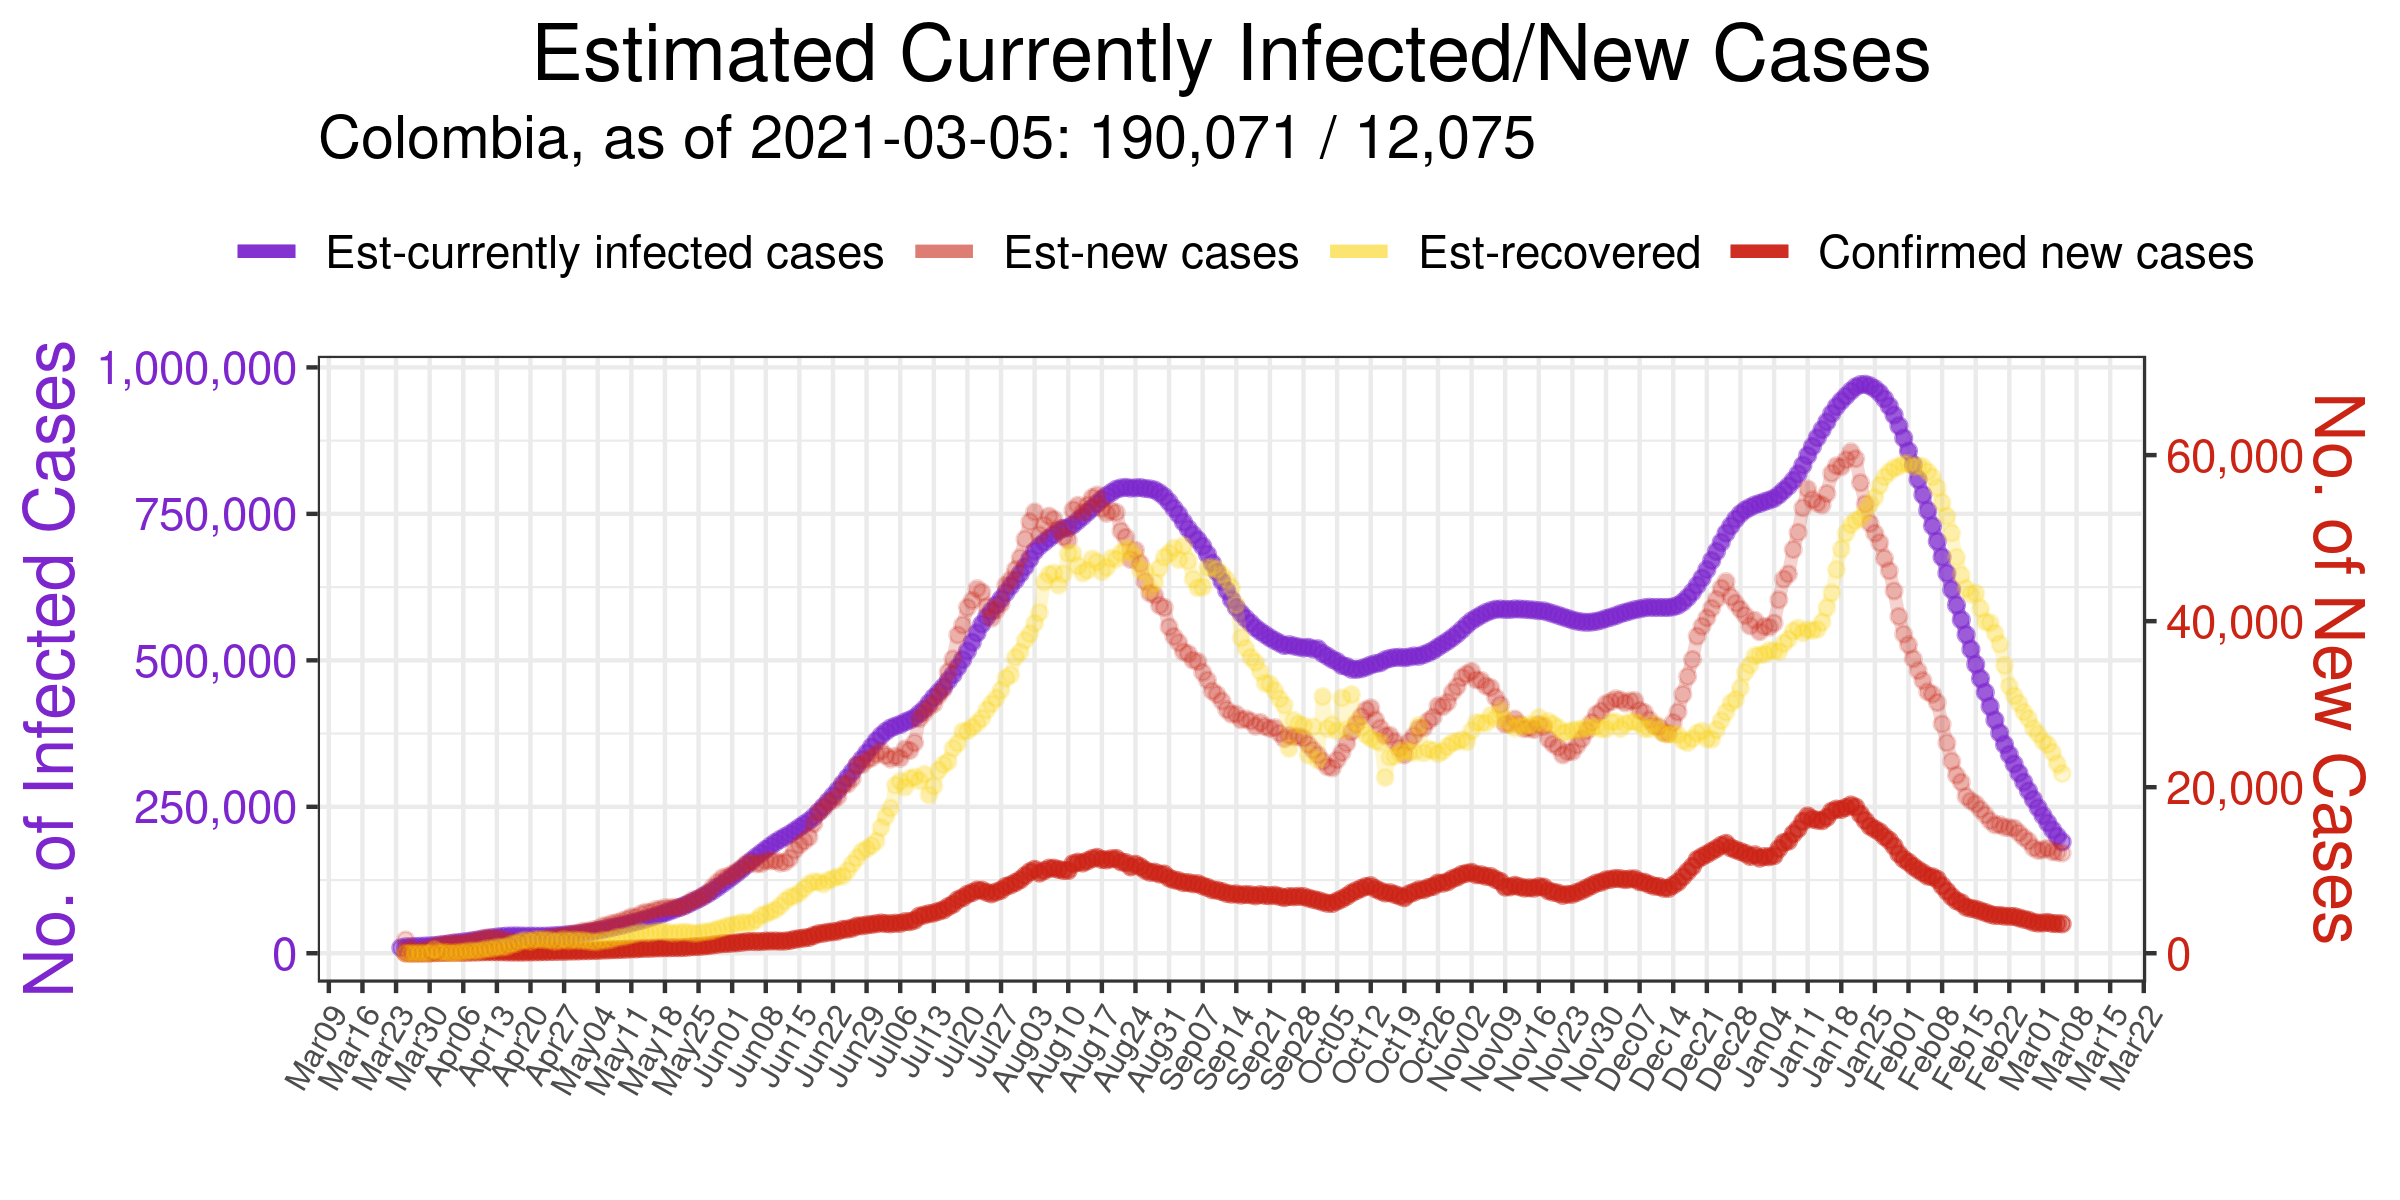 Estimated Currently Infected/New Cases
Colombia, as of 2021-03-05: 190,071 / 12,075
Est-currently infected cases Est-new cases Est-recovered Confirmed new cases
No. of Infected Cases
1,000,000
750,000
500,000
250,000
0
60,000
40,000
20,000
0
No. of New Cases
Mar09 Mar16 Mar23 Mar30 Apr06 Apr13 Apr20 Apr27 May04 May11 May18 May25 Jun01 Jun08 Jun15 Jun22 Jun29 Jul06 Jul13 Jul20 Jul27 Aug03 Aug10 Aug17 Aug24 Aug31 Sep07 Sep14 Sep21 Sep28 Oct05 Oct12 Oct19 Oct26 Nov02 Nov09 Nov16 Nov23 Nov30 Dec07 Dec14 Dec21 Dec28 Jan04 Jan11 Jan18 Jan25 Feb01 Feb08 Feb15 Feb22 Mar01 Mar08 Mar15 Mar22